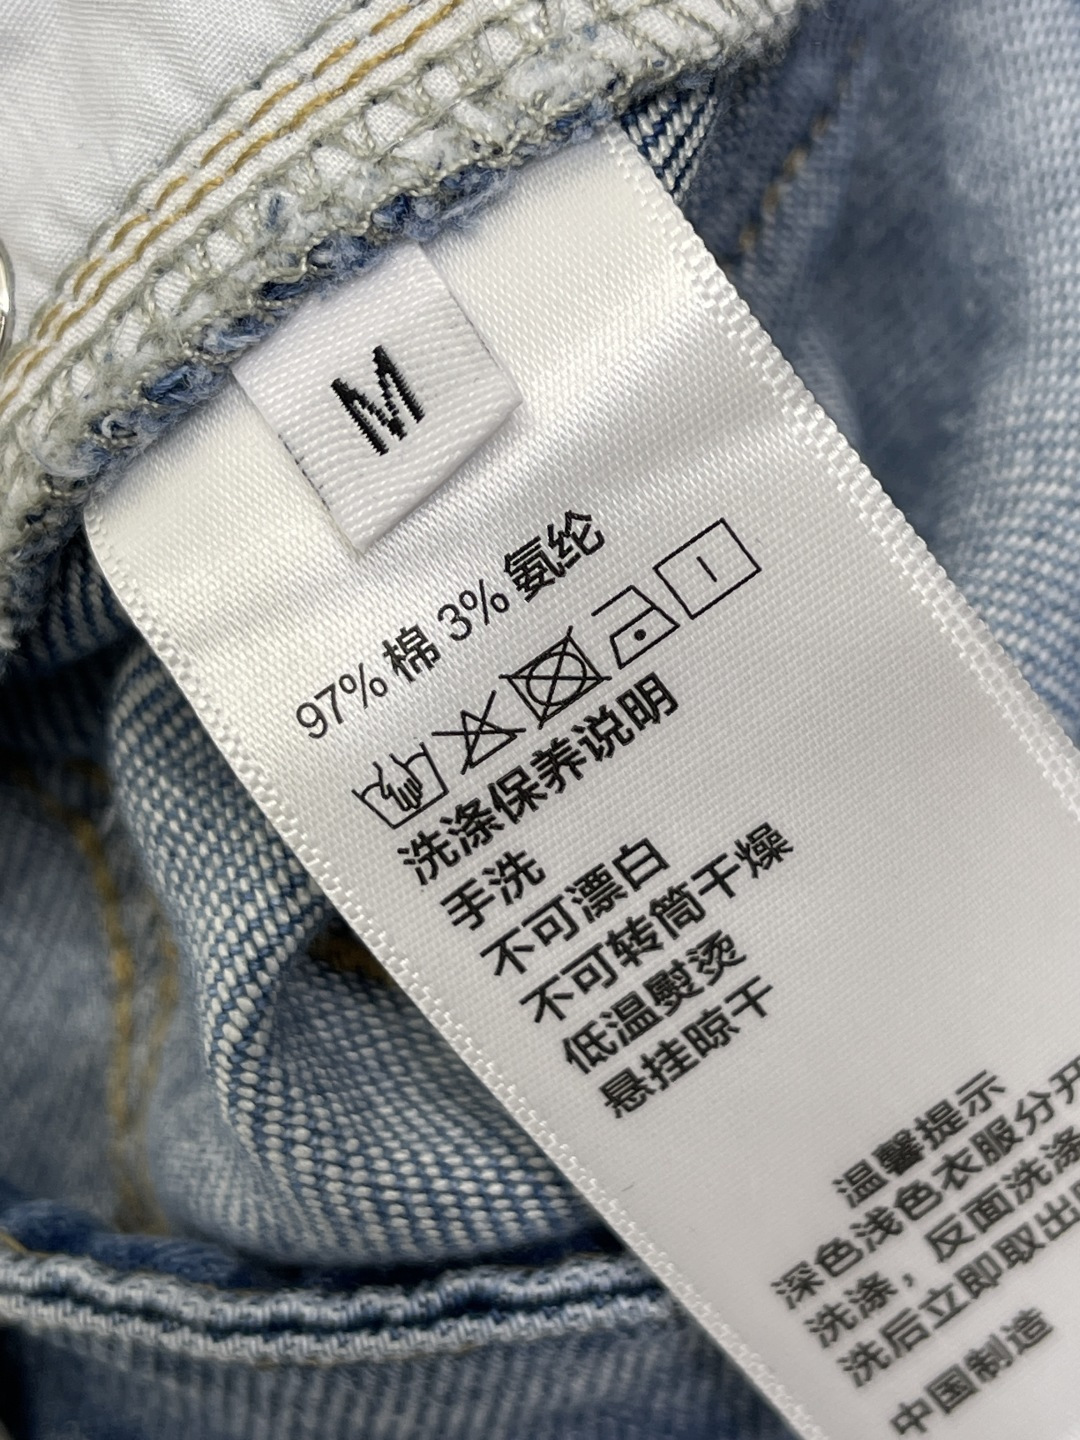 M
97% 棉 3% 氨纶
洗涤保养说明
手洗
不可漂白
不可转筒干燥
低温熨烫
悬挂晾干
温馨提示
深色浅色衣服分开
洗涤，反面洗涤
洗后立即取出
中国制造